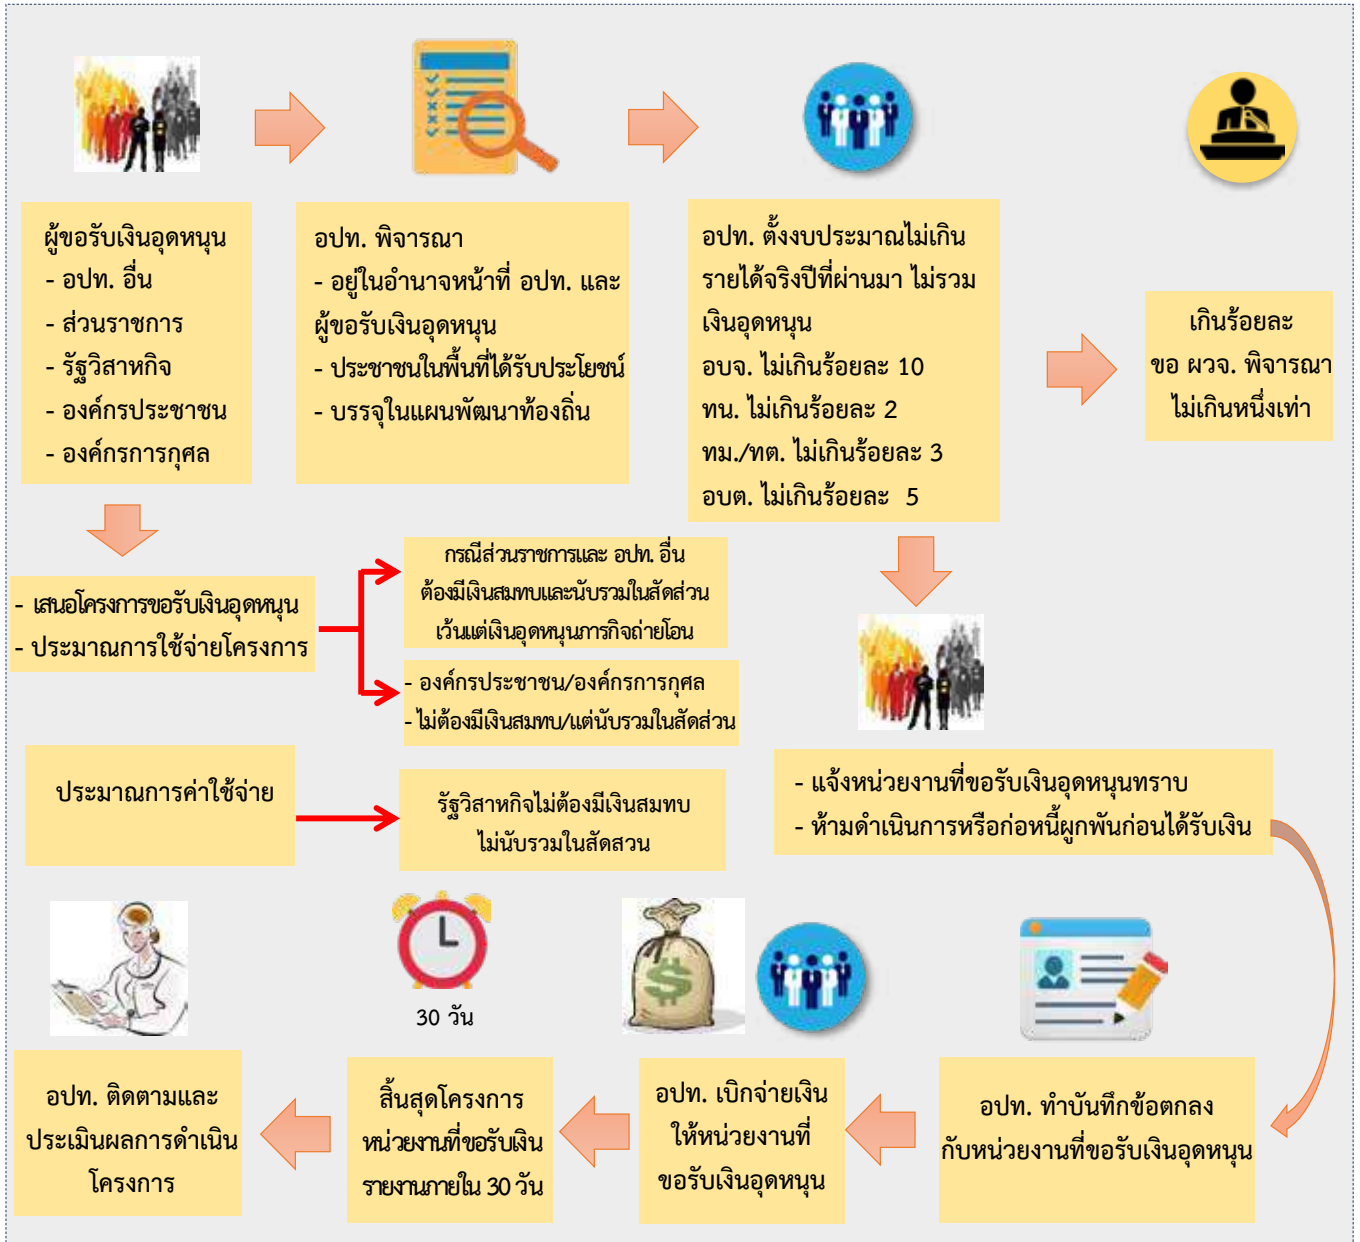 ผู้ขอรับเงินอุดหนุน
- อปท. อื่น
- ส่วนราชการ
- รัฐวิสาหกิจ
- องค์กรประชาชน
- องค์กรการกุศล
อปท. พิจารณา
- อยู่ในอำนาจหน้าที่ อปท. และ
ผู้ขอรับเงินอุดหนุน
- ประชาชนในพื้นที่ได้รับประโยชน์
- บรรจุในแผนพัฒนาท้องถิ่น
อปท. ตั้งงบประมาณไม่เกิน
รายได้จริงปีที่ผ่านมา ไม่รวม
เงินอุดหนุน
อบจ. ไม่เกินร้อยละ 10
ทน. ไม่เกินร้อยละ 2
ทม./ทต. ไม่เกินร้อยละ 3
อบต. ไม่เกินร้อยละ 5
เกินร้อยละ
ขอ ผวจ. พิจารณา
ไม่เกินหนึ่งเท่า
- เสนอโครงการขอรับเงินอุดหนุน
- ประมาณการใช้จ่ายโครงการ
กรณีส่วนราชการและ อปท. อื่น
ต้องมีเงินสมทบและนับรวมในสัดส่วน
เว้นแต่เงินอุดหนุนภารกิจถ่ายโอน
- องค์กรประชาชน/องค์กรการกุศล
- ไม่ต้องมีเงินสมทบ/แต่นับรวมในสัดส่วน
ประมาณการค่าใช้จ่าย
รัฐวิสาหกิจไม่ต้องมีเงินสมทบ
ไม่นับรวมในสัดสวน
- แจ้งหน่วยงานที่ขอรับเงินอุดหนุนทราบ
- ห้ามดำเนินการหรือก่อหนี้ผูกพันก่อนได้รับเงิน
30 วัน
อปท. ติดตามและ
ประเมินผลการดำเนิน
โครงการ
สิ้นสุดโครงการ
หน่วยงานที่ขอรับเงิน
รายงานภายใน 30 วัน
อปท. เบิกจ่ายเงิน
ให้หน่วยงานที่
ขอรับเงินอุดหนุน
อปท. ทำบันทึกข้อตกลง
กับหน่วยงานที่ขอรับเงินอุดหนุน